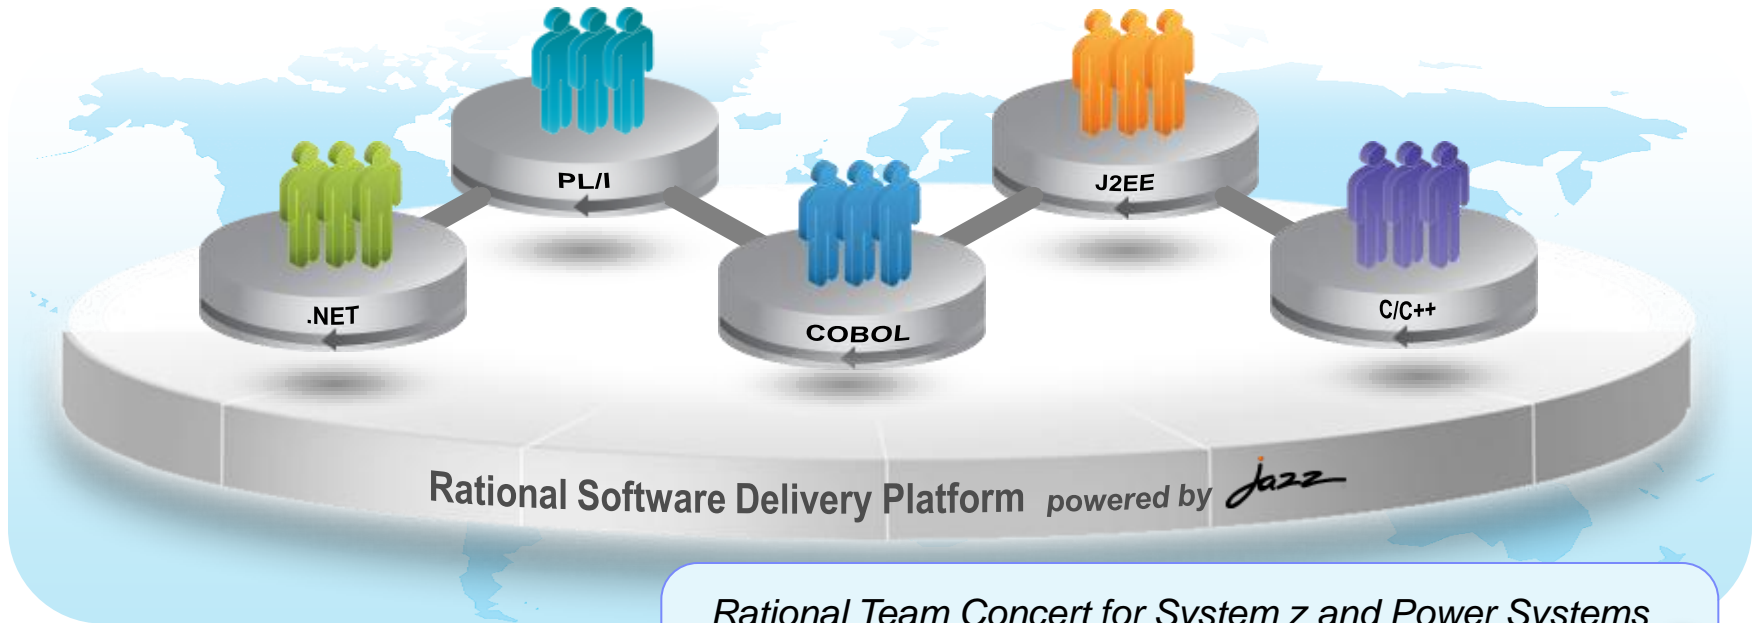 PL/I
J2EE
.NET
COBOL
C/C++
Rational Software Delivery Platform powered by jazz
Rational Team Concert for System z and Power Systems